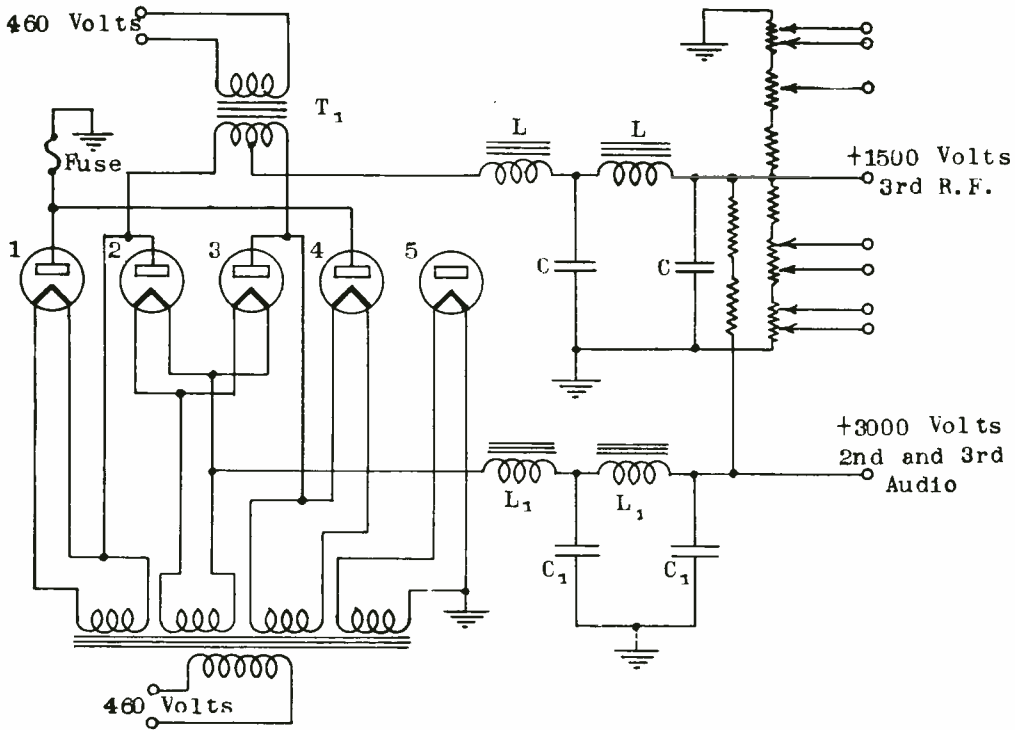 460 Volts
T₁
Fuse
L
L
+1500 Volts
3rd R.F.
1
2
3
4
5
C
C
+3000 Volts
2nd and 3rd
Audio
L₁
L₁
C₁
C₁
460 Volts